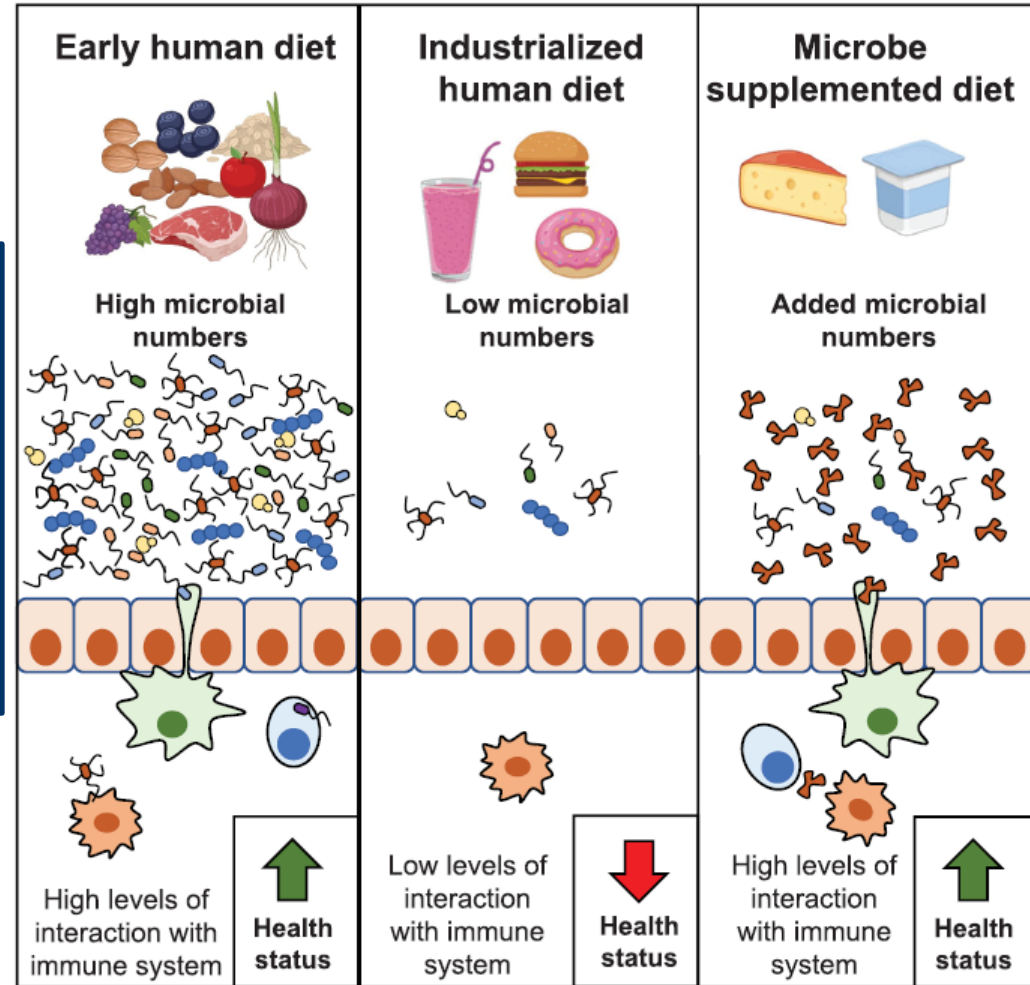 Early human diet
High microbial
numbers
High levels of
interaction with
immune system
Health
status
Industrialized
human diet
Low microbial
numbers
Low levels of
interaction
with immune
system
Health
status
Microbe
supplemented diet
Added microbial
numbers
High levels of
interaction
with immune
system
Health
status